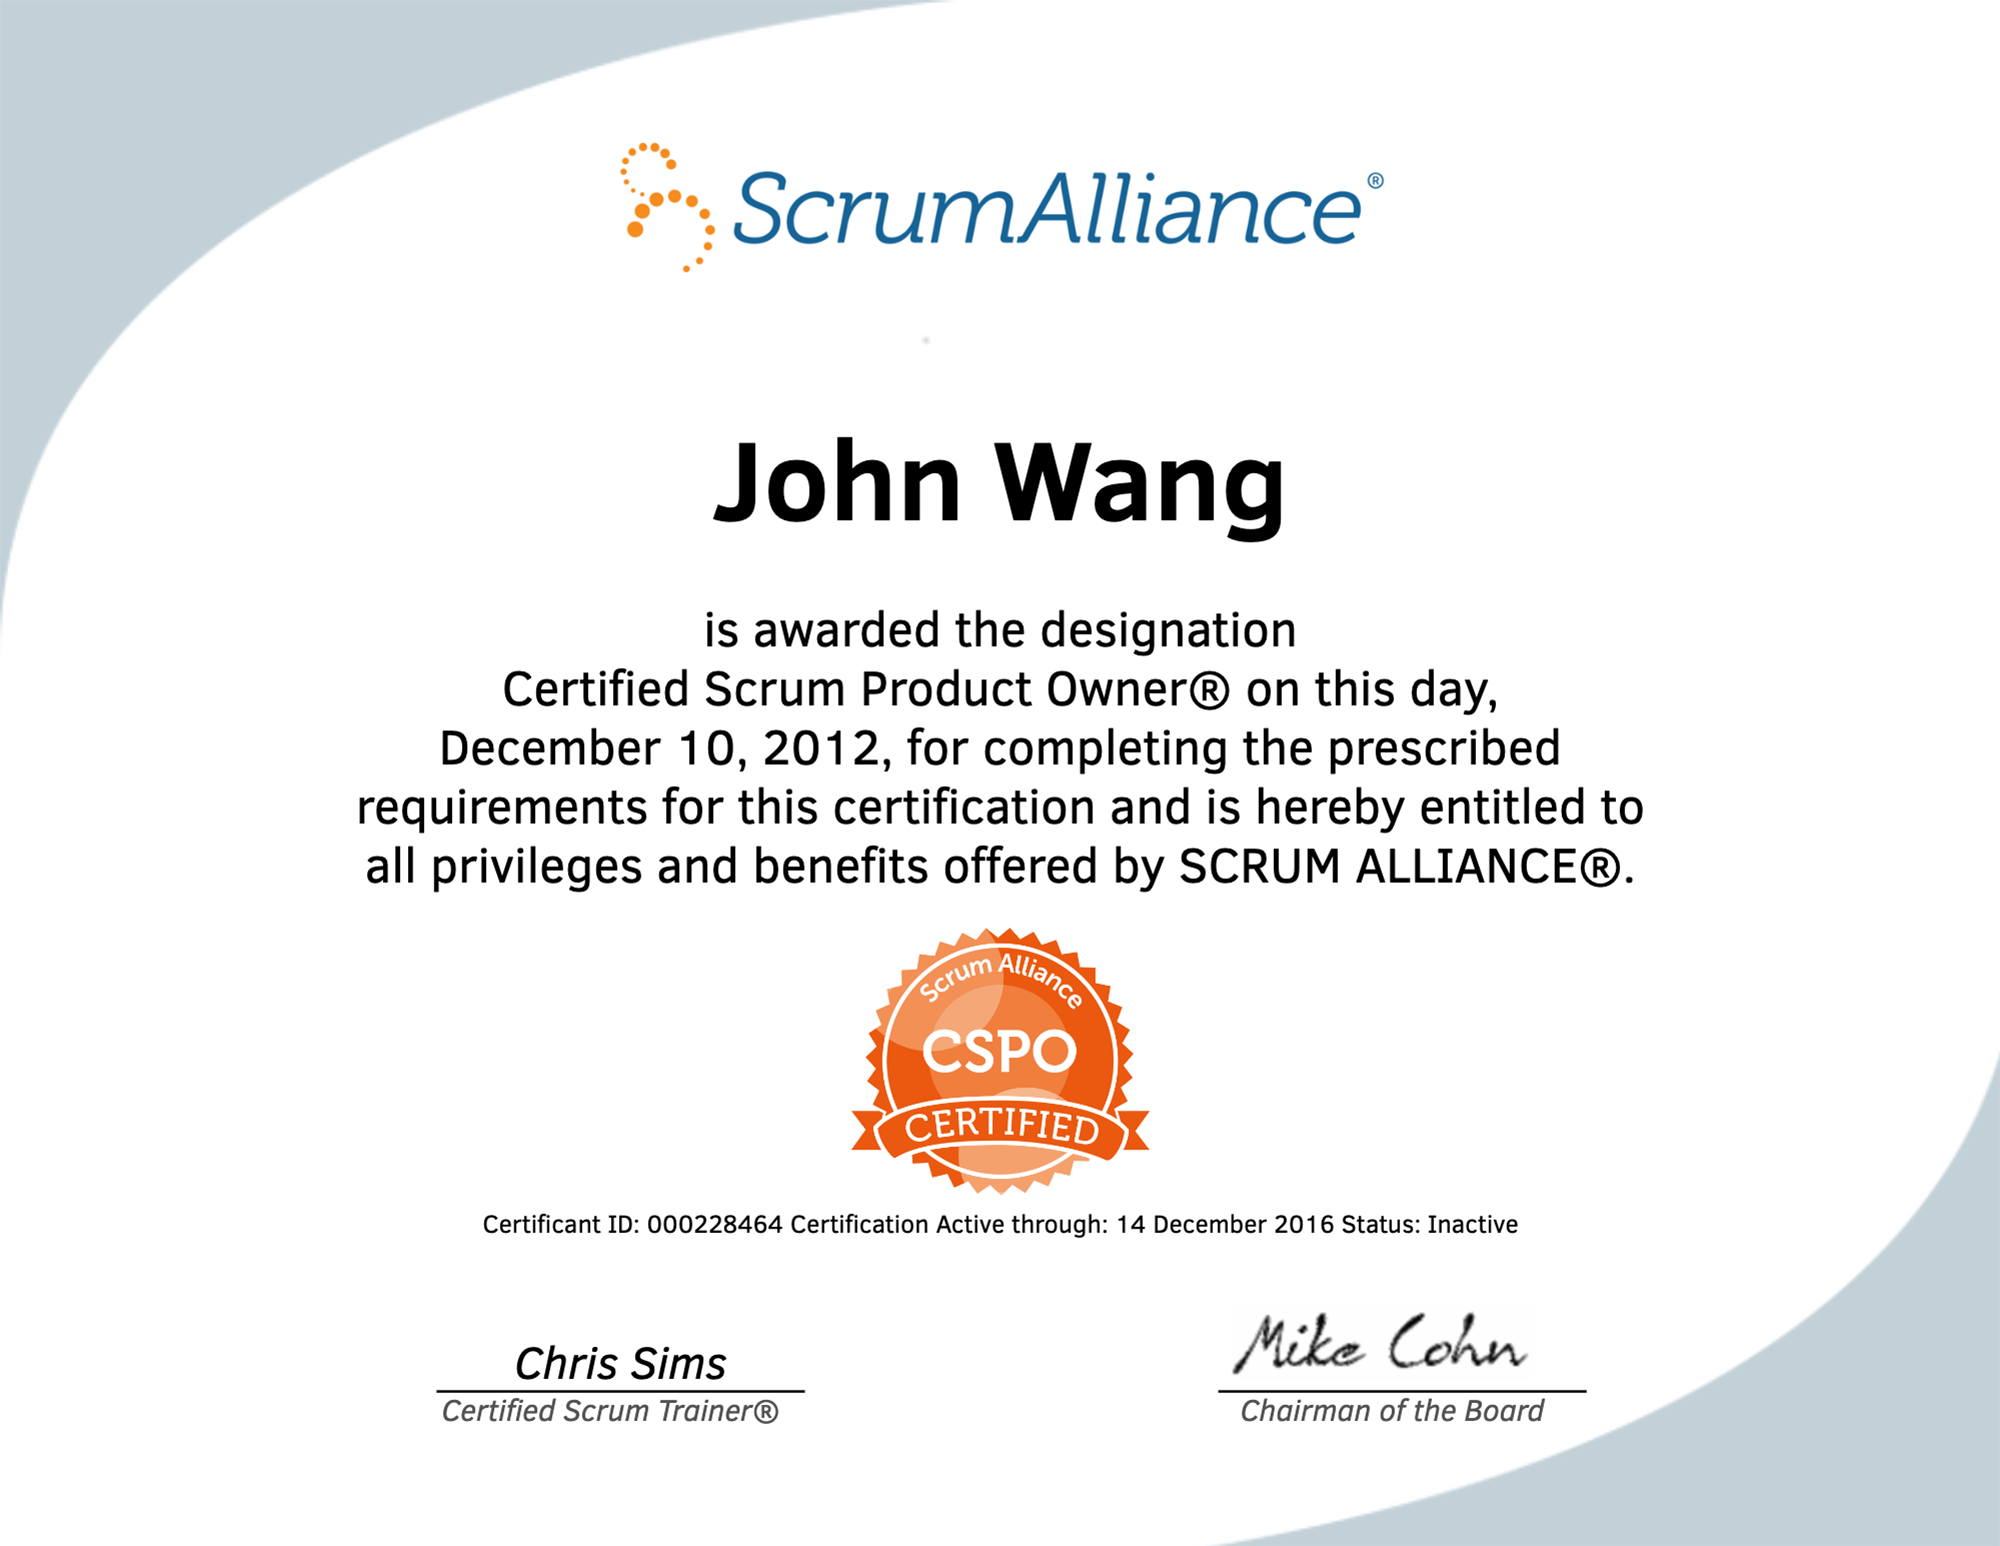 ScrumAlliance®
John Wang
is awarded the designation
Certified Scrum Product Owner® on this day,
December 10, 2012, for completing the prescribed
requirements for this certification and is hereby entitled to
all privileges and benefits offered by SCRUM ALLIANCE®.
Scrum Alliance
CSPO
CERTIFIED
Certificant ID: 000228464 Certification Active through: 14 December 2016 Status: Inactive
Chris Sims
Certified Scrum Trainer®
Mike Cohn
Chairman of the Board